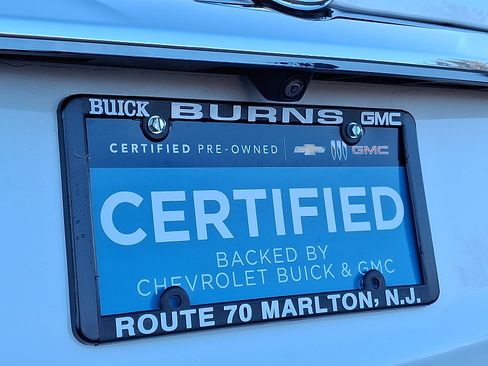 BUICK BURNS GMC
CERTIFIED PRE-OWNED | GMC
CERTIFIED
BACKED BY
CHEVROLET BUICK & GMC
ROUTE 70 MARLTON, N.J.